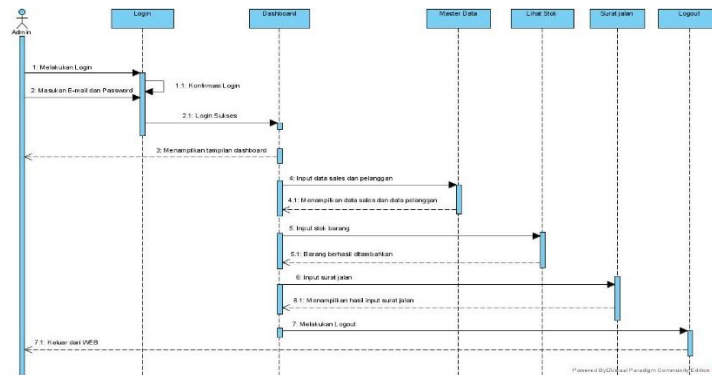 Login
Dashboard
Master Data
Lihat Stok
Surat jalan
Logout
Admin
1: Melakukan Login
1.1: Konfirmasi Login
2: Masukan E-mail dan Password
2.1: Login Sukses
3: Menampilkan tampilan dashboard
4: Input data sales dan pelanggan
4.1: Menampilkan data sales dan data pelanggan
5: Input stok barang
5.1: Barang berhasil ditambahkan
6: Input surat jalan
6.1: Menampilkan hasil input surat jalan
7: Melakukan Logout
7.1: Keluar dari WEB
Powered By Visual Paradigm Community Edition